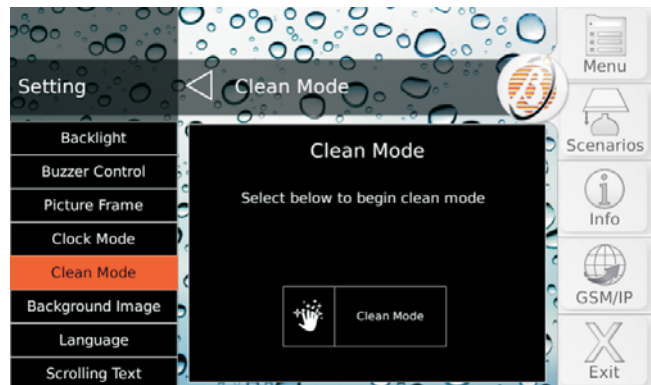 Setting
Clean Mode
Backlight
Buzzer Control
Picture Frame
Clock Mode
Clean Mode
Background Image
Language
Scrolling Text
Clean Mode
Select below to begin clean mode
Clean Mode
Menu
Scenarios
Info
GSM/IP
Exit